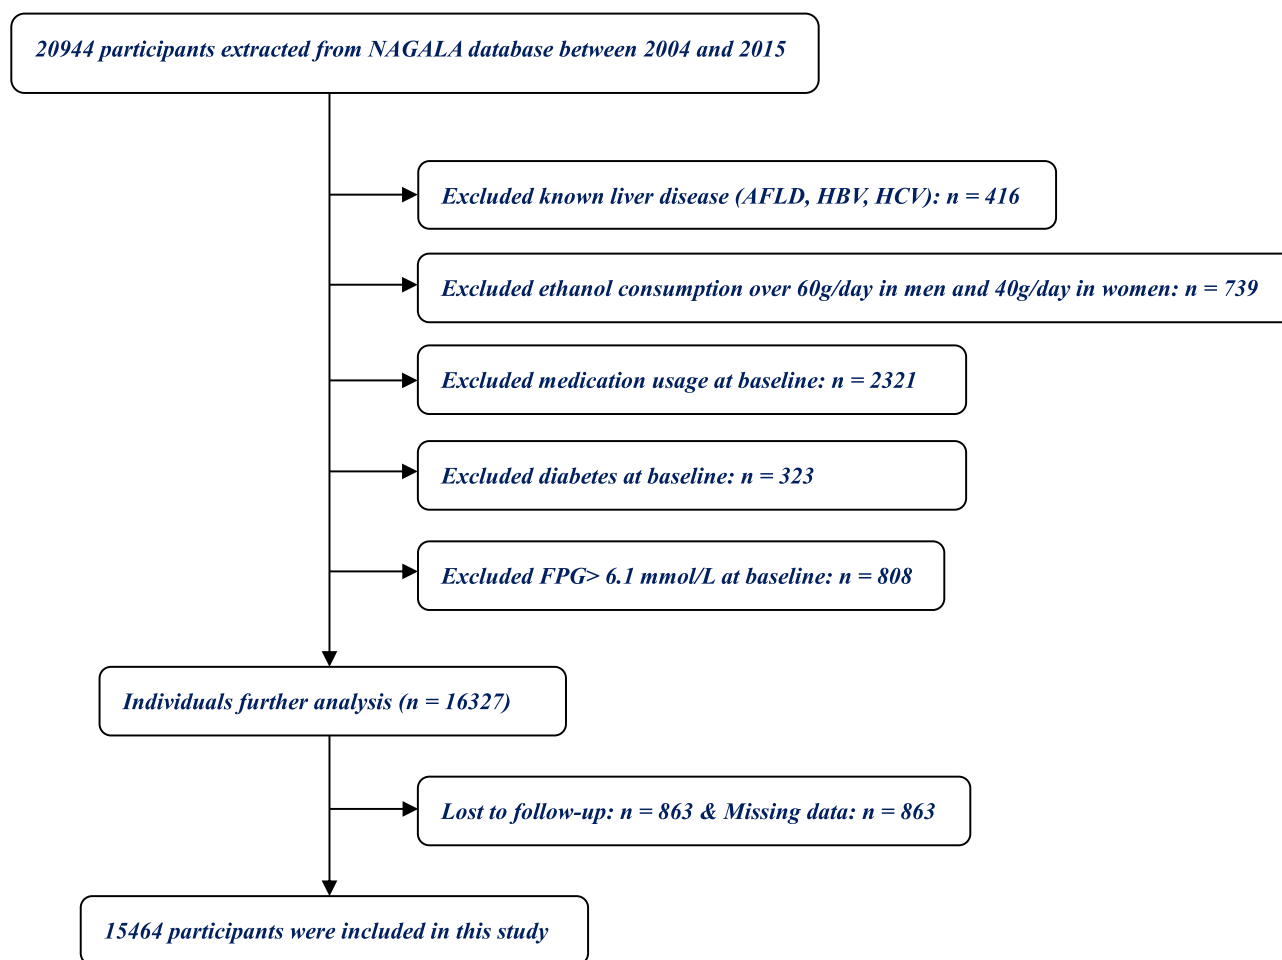 20944 participants extracted from NAGALA database between 2004 and 2015
Excluded known liver disease (AFLD, HBV, HCV): n = 416
Excluded ethanol consumption over 60g/day in men and 40g/day in women: n = 739
Excluded medication usage at baseline: n = 2321
Excluded diabetes at baseline: n = 323
Excluded FPG> 6.1 mmol/L at baseline: n = 808
Individuals further analysis (n = 16327)
Lost to follow-up: n = 863 & Missing data: n = 863
15464 participants were included in this study